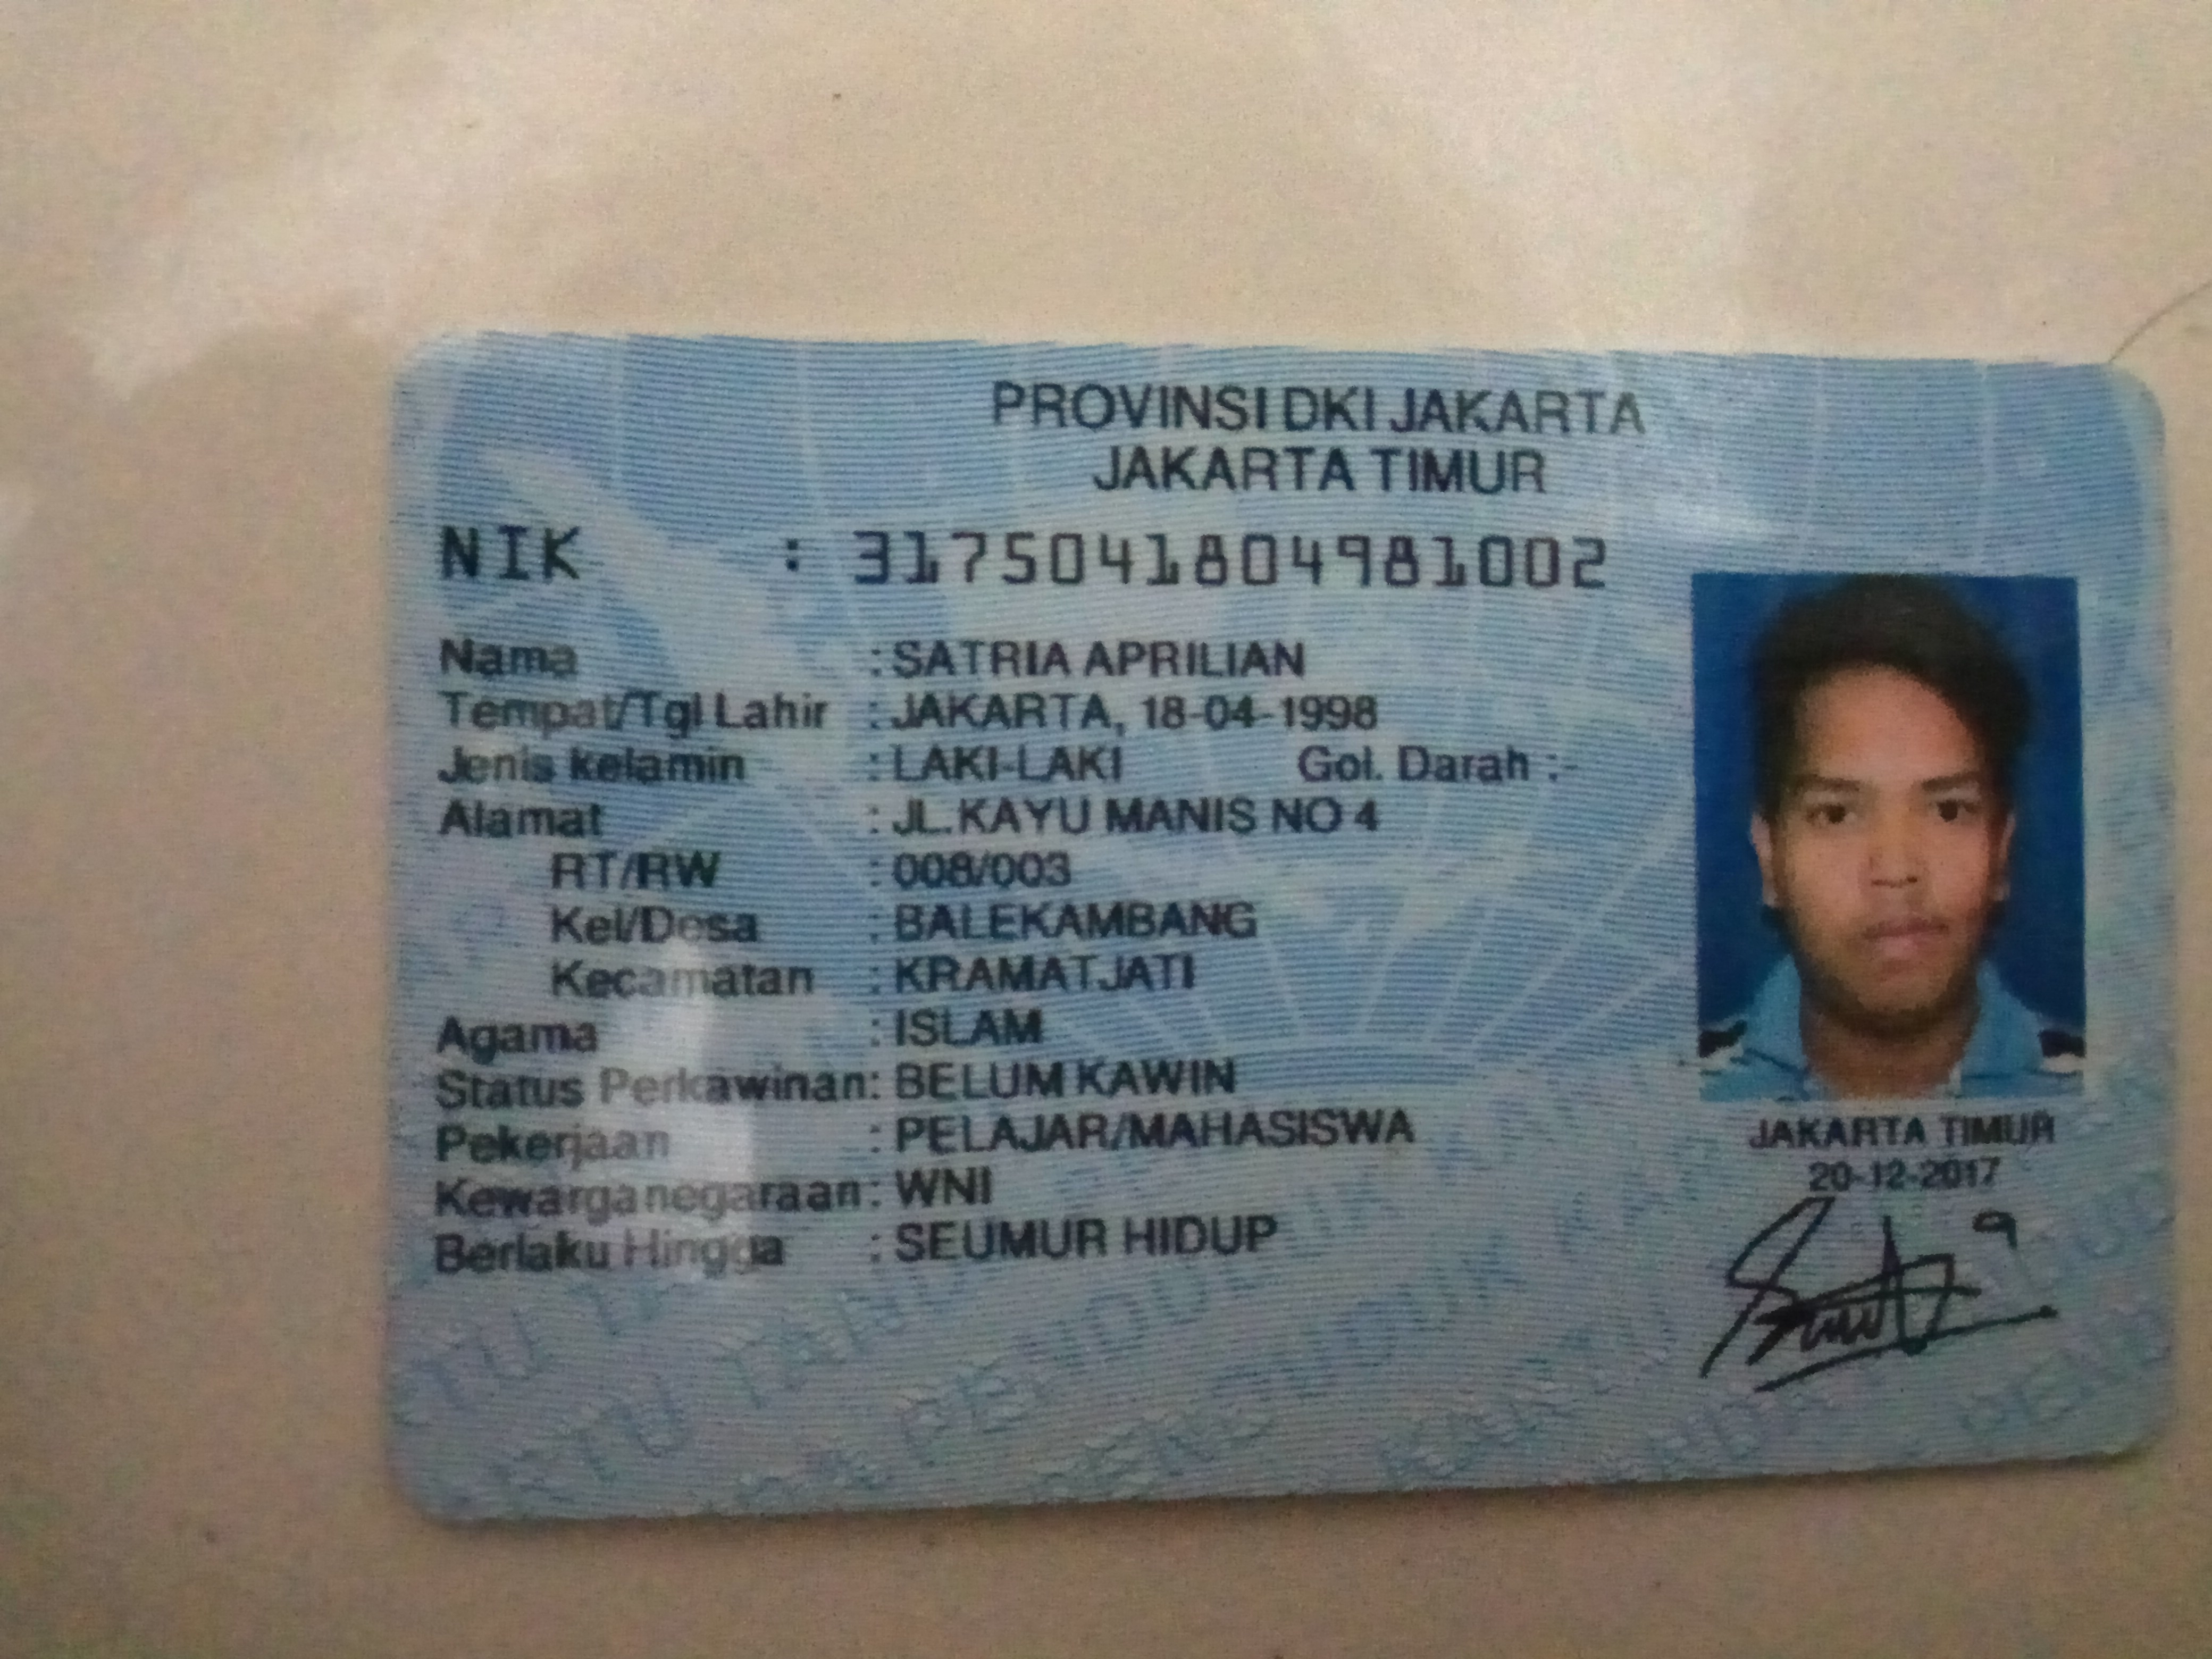 PROVINSI DKI JAKARTA
JAKARTA TIMUR
NIK : 3175041804981002
Nama : SATRIA APRILIAN
Tempat/Tgl Lahir : JAKARTA, 18-04-1998
Jenis kelamin : LAKI-LAKI Gol. Darah :-
Alamat : JL.KAYU MANIS NO 4
RT/RW : 008/003
Kel/Desa : BALEKAMBANG
Kecamatan : KRAMATJATI
Agama : ISLAM
Status Perkawinan: BELUM KAWIN
Pekerjaan : PELAJAR/MAHASISWA
Kewarganegaraan: WNI
Berlaku Hingga : SEUMUR HIDUP
JAKARTA TIMUR
20-12-2017